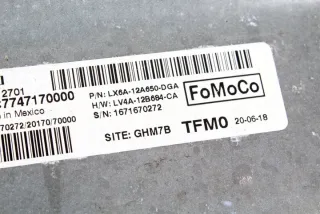 2701
7747170000
in Mexico
70272/20170/70000
P/N: LX6A-12A650-DGA
H/W: LV4A-12B684-CA
S/N: 1671670272
FoMoCo
SITE: GHM7B
TFM0 20-06-18